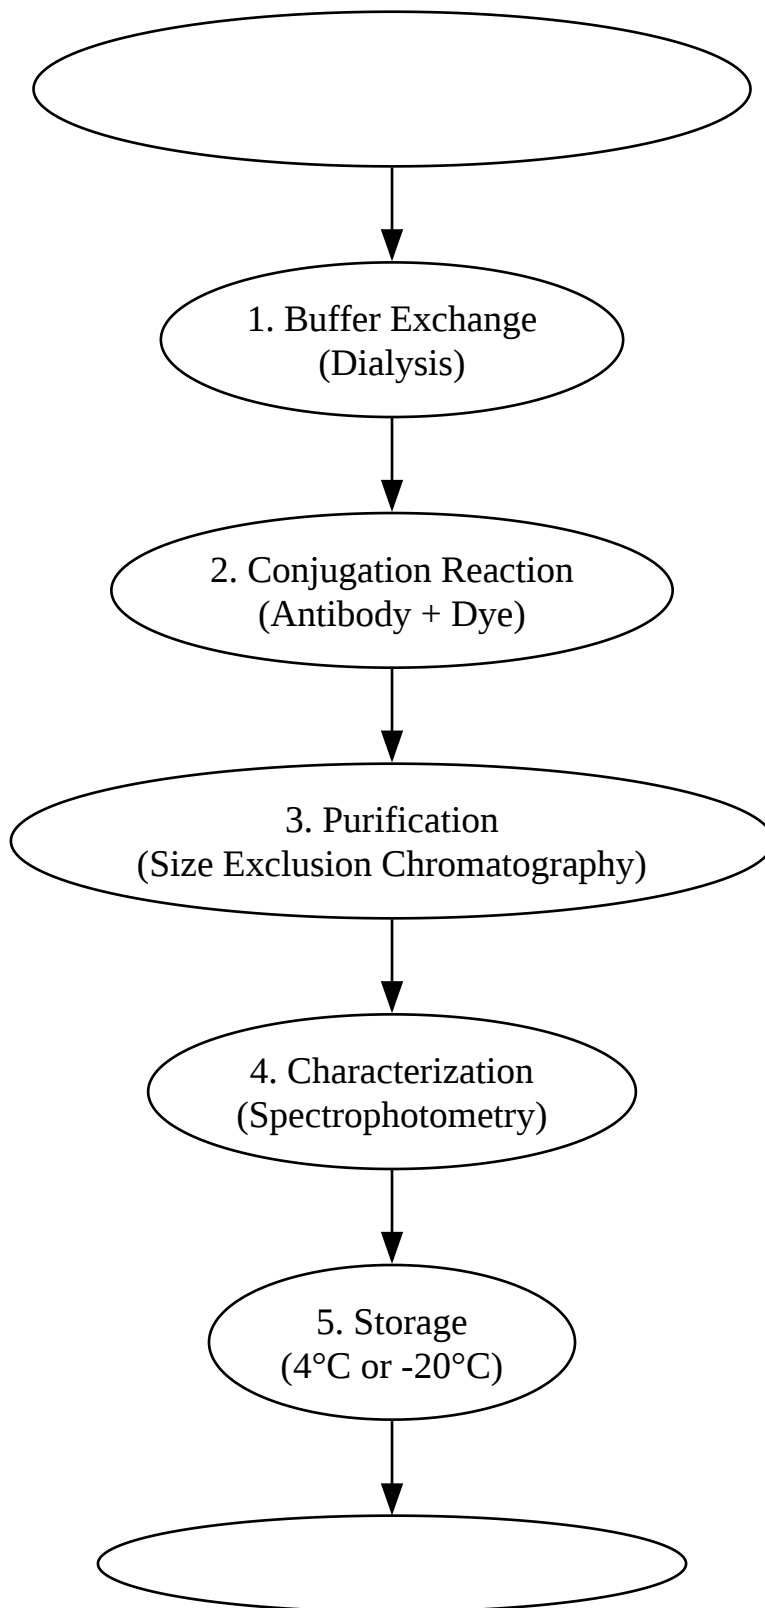 1. Buffer Exchange
(Dialysis)
2. Conjugation Reaction
(Antibody + Dye)
3. Purification
(Size Exclusion Chromatography)
4. Characterization
(Spectrophotometry)
5. Storage
(4°C or -20°C)